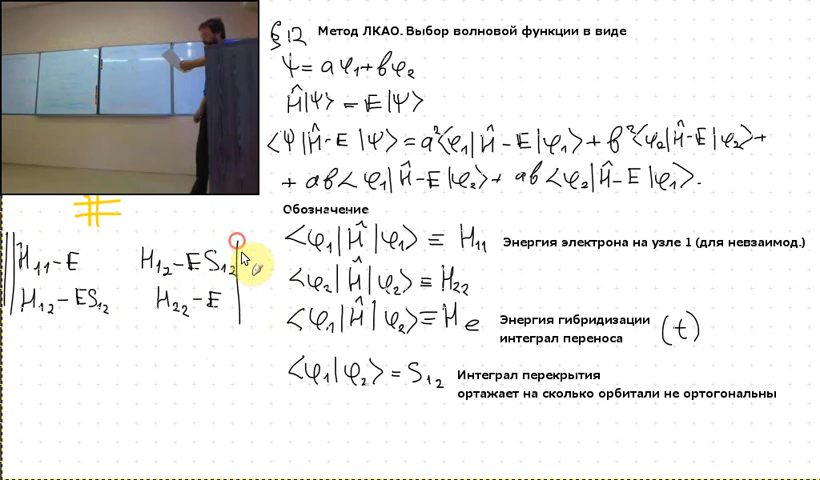 §12 Метод ЛКАО. Выбор волновой функции в виде
Ψ = aφ₁ + bφ₂
Ĥ|Ψ⟩ = E|Ψ⟩
⟨Ψ|Ĥ-E|Ψ⟩ = a²⟨φ₁|Ĥ-E|φ₁⟩ + b²⟨φ₂|Ĥ-E|φ₂⟩ +
+ ab⟨φ₁|Ĥ-E|φ₂⟩ + ab⟨φ₂|Ĥ-E|φ₁⟩.
Обозначение
⟨φ₁|Ĥ|φ₁⟩ ≡ H₁₁ Энергия электрона на узле 1 (для невзаимод.)
⟨φ₂|Ĥ|φ₂⟩ ≡ H₂₂
⟨φ₁|Ĥ|φ₂⟩ ≡ He Энергия гибридизации
интеграл переноса (t)
⟨φ₁|φ₂⟩ = S₁₂ Интеграл перекрытия
ортажает на сколько орбитали не ортогональны
H₁₁-E H₁₂-ES₁₂
H₁₂-ES₁₂ H₂₂-E